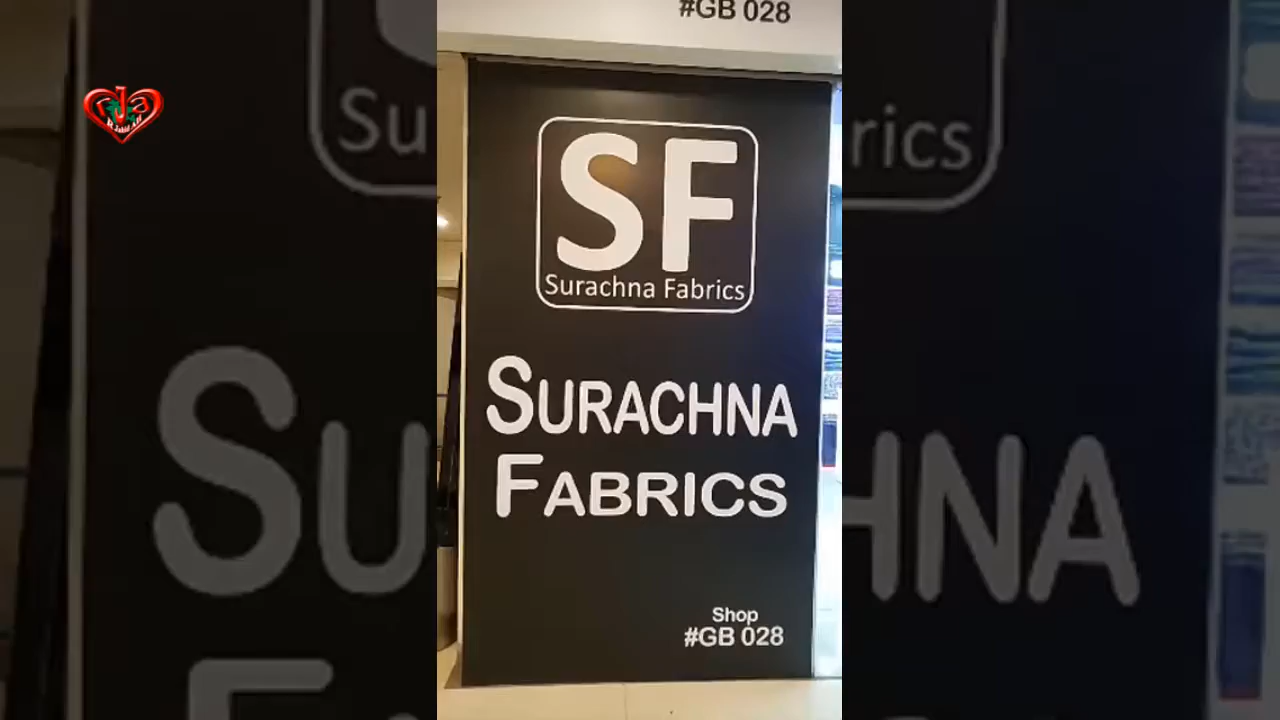 #GB 028
SF
Surachna Fabrics
SURACHNA
FABRICS
Shop
#GB 028